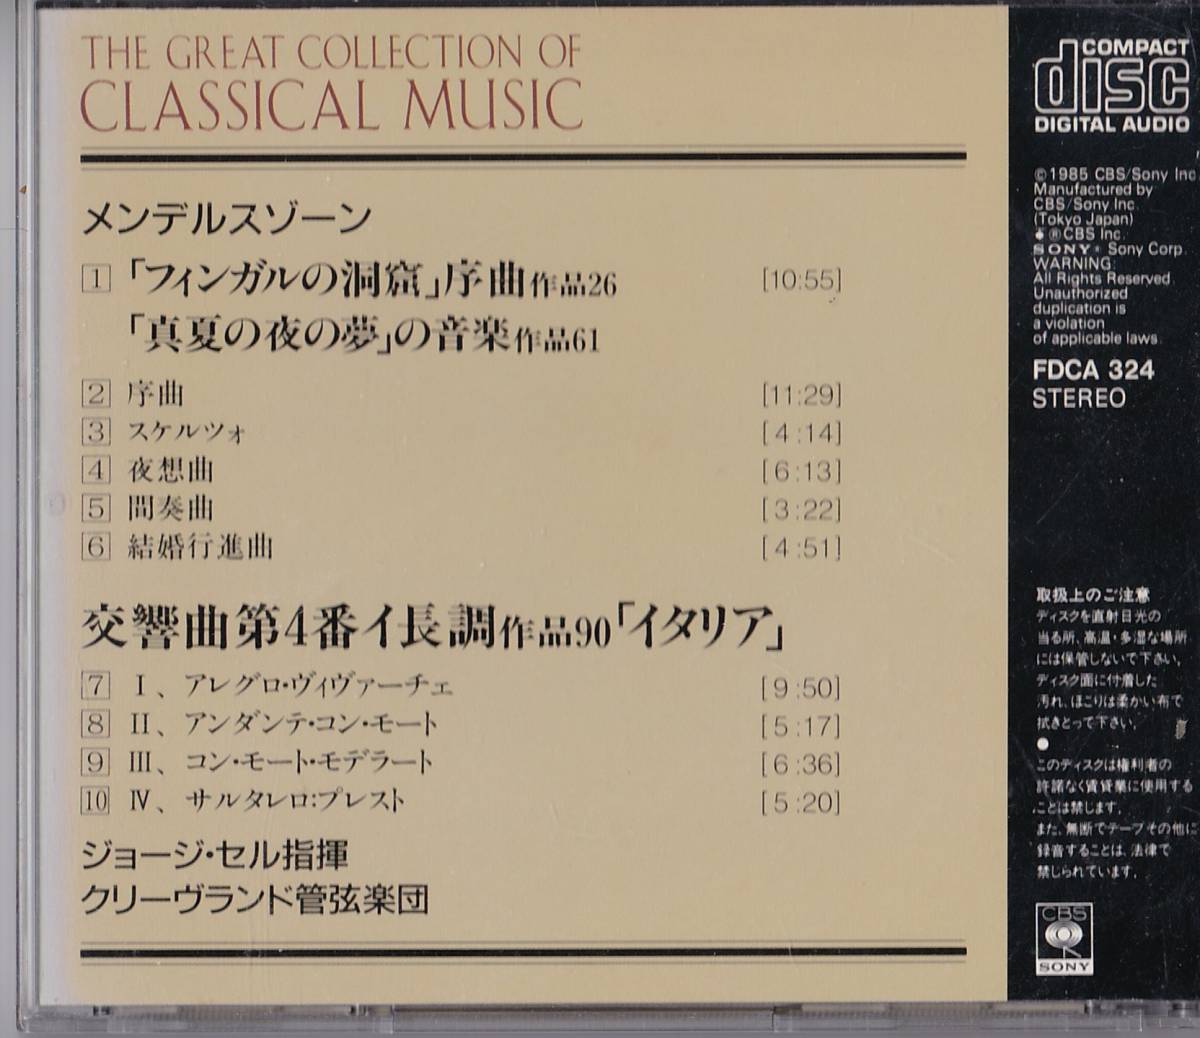 THE GREAT COLLECTION OF
CLASSICAL MUSIC
メンデルスゾーン
1 「フィンガルの洞窟」序曲作品26 [10:55]
「真夏の夜の夢」の音楽作品61
2 序曲 [11:29]
3 スケルツォ [4:14]
4 夜想曲 [6:13]
5 間奏曲 [3:22]
6 結婚行進曲 [4:51]
交響曲第4番イ長調作品90「イタリア」
7 I、アレグロ・ヴィヴァーチェ [9:50]
8 II、アンダンテ・コン・モート [5:17]
9 III、コン・モート・モデラート [6:36]
10 IV、サルタレロ:プレスト [5:20]
ジョージ・セル指揮
クリーヴランド管弦楽団
COMPACT
disc
DIGITAL AUDIO
©1985 CBS/Sony Inc.
Manufactured by
CBS/Sony Inc.
(Tokyo Japan)
℗CBS Inc.
SONY® Sony Corp.
WARNING:
All Rights Reserved.
Unauthorized
duplication is
a violation
of applicable laws.
FDCA 324
STEREO
取扱上のご注意
ディスクを直射日光の
当る所、高温・多湿な場所
には保管しないで下さい。
ディスク面に付着した
汚れ、ほこりは柔かい布で
拭きとって下さい。
●
このディスクは権利者の
許諾なく賃貸業に使用する
ことは禁じます。
また、無断でテープその他に
録音することは、法律で
禁じられています。
CBS
SONY